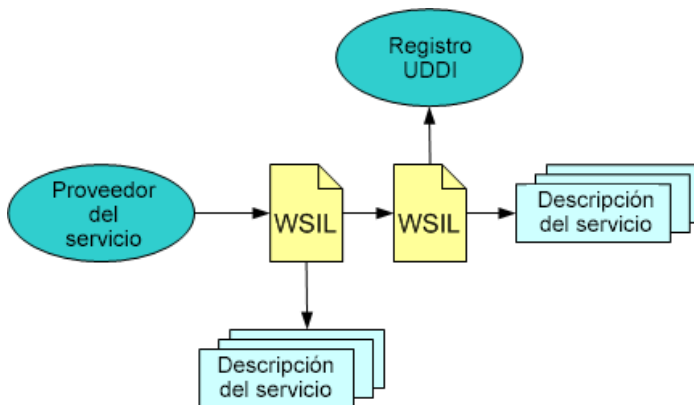 Registro
UDDI
Proveedor
del
servicio
WSIL
WSIL
Descripción
del servicio
Descripción
del servicio